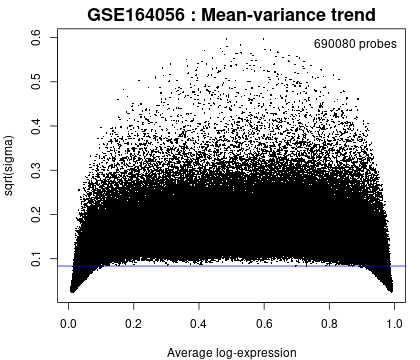 GSE164056 : Mean-variance trend
690080 probes
sqrt(sigma)
0.6
0.5
0.4
0.3
0.2
0.1
0.0 0.2 0.4 0.6 0.8 1.0
Average log-expression